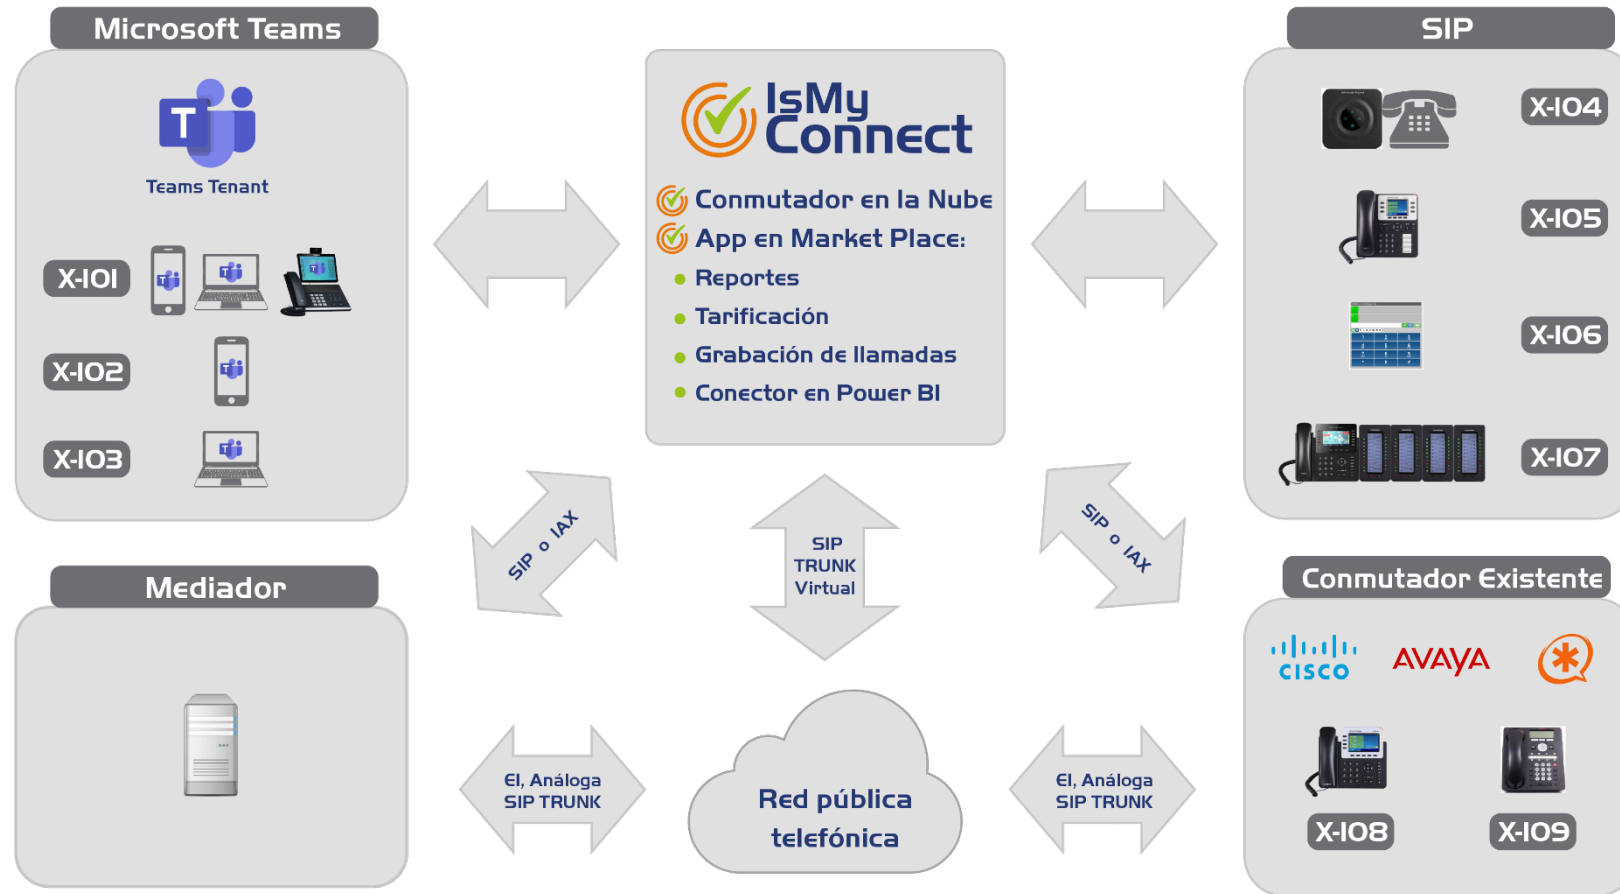 Microsoft Teams
T
Teams Tenant
X-101
X-102
X-103
IsMy
Connect
Conmutador en la Nube
App en Market Place:
Reportes
Tarificación
Grabación de llamadas
Conector en Power BI
SIP
X-104
X-105
X-106
X-107
SIP o IAX
SIP
TRUNK
Virtual
SIP o IAX
Mediador
E1, Análoga
SIP TRUNK
Red pública
telefónica
E1, Análoga
SIP TRUNK
Conmutador Existente
CISCO
AVAYA
X-108
X-109